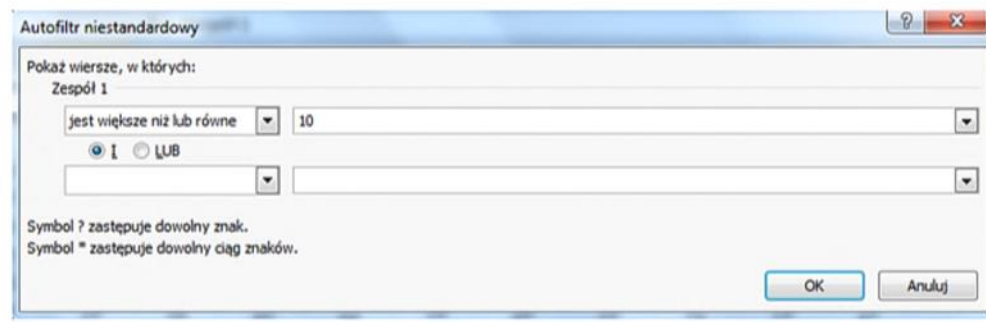 Autofiltr niestandardowy
Pokaż wiersze, w których:
Zespół 1
jest większe niż lub równe 10
I LUB
Symbol ? zastępuje dowolny znak.
Symbol * zastępuje dowolny ciąg znaków.
OK Anuluj